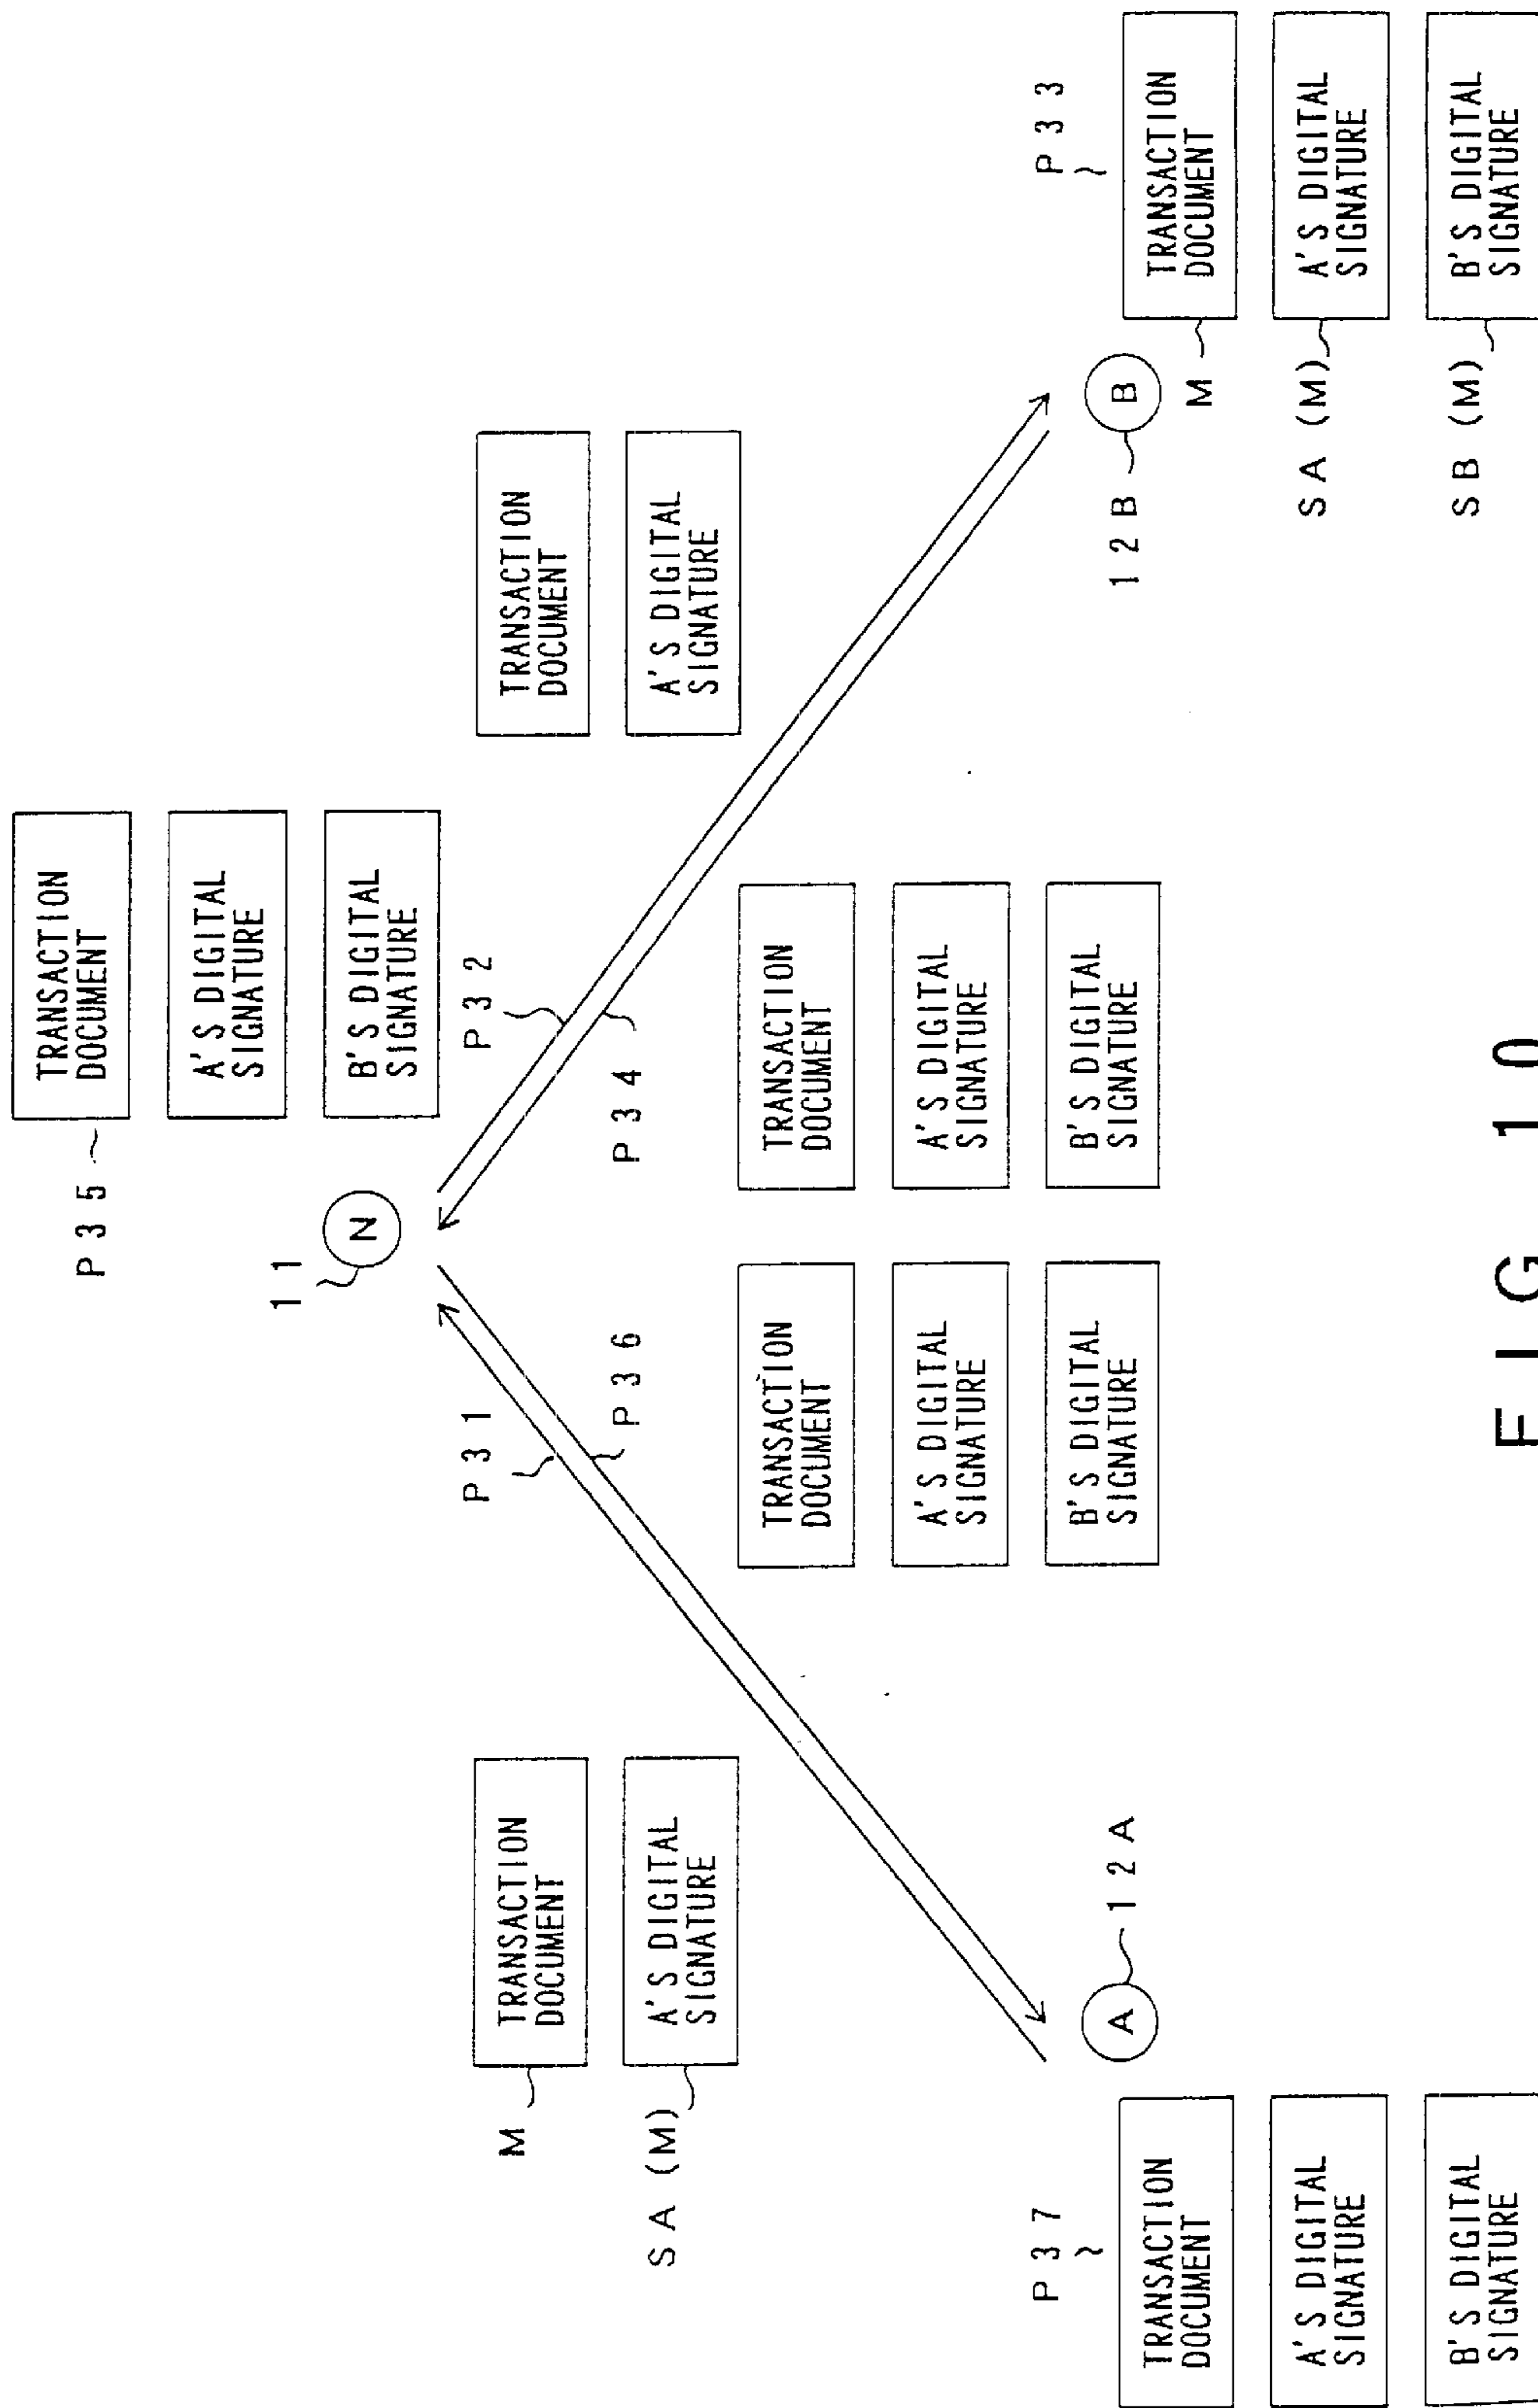 P35
TRANSACTION
DOCUMENT
A'S DIGITAL
SIGNATURE
B'S DIGITAL
SIGNATURE
11
N
M
TRANSACTION
DOCUMENT
SA (M)
A'S DIGITAL
SIGNATURE
P31
P32
TRANSACTION
DOCUMENT
A'S DIGITAL
SIGNATURE
P36
P34
TRANSACTION
DOCUMENT
A'S DIGITAL
SIGNATURE
B'S DIGITAL
SIGNATURE
TRANSACTION
DOCUMENT
A'S DIGITAL
SIGNATURE
B'S DIGITAL
SIGNATURE
P37
TRANSACTION
DOCUMENT
A'S DIGITAL
SIGNATURE
B'S DIGITAL
SIGNATURE
A
12A
12B
B
P33
M
TRANSACTION
DOCUMENT
SA (M)
A'S DIGITAL
SIGNATURE
SB (M)
B'S DIGITAL
SIGNATURE
FIG 10